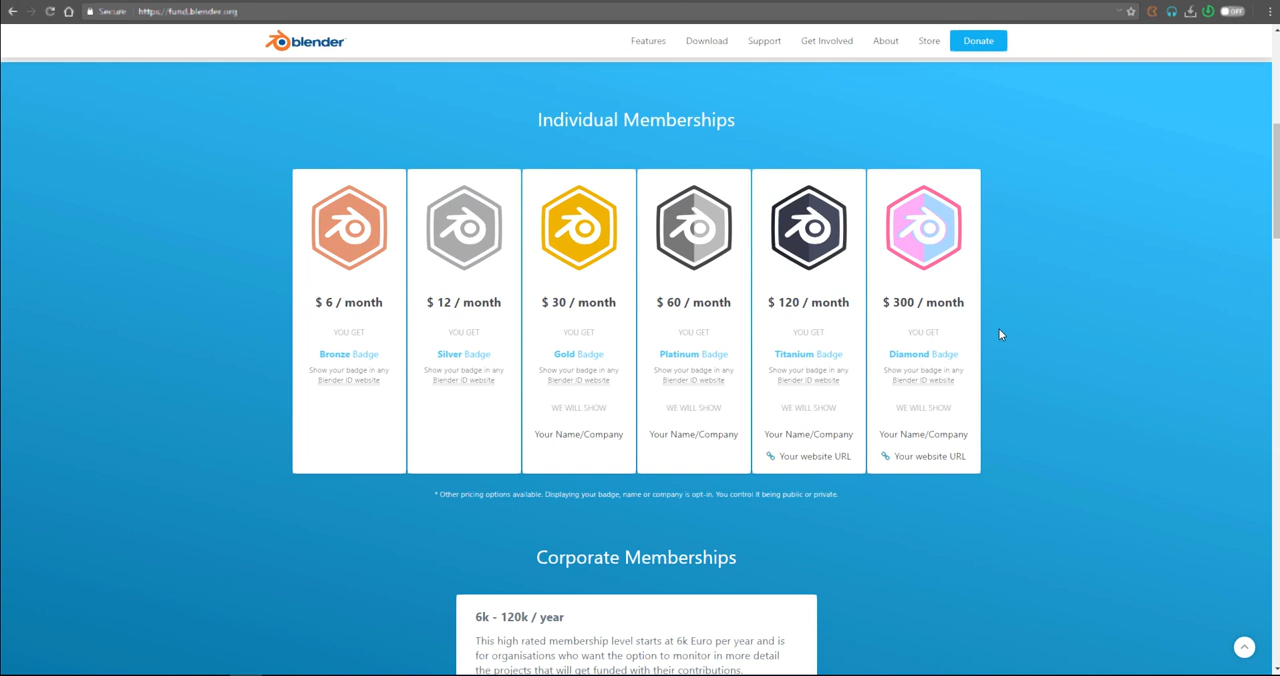 Secure https://fund.blender.org OFF
blender Features Download Support Get Involved About Store Donate
Individual Memberships
$ 6 / month
YOU GET
Bronze Badge
Show your badge in any
Blender ID website
$ 12 / month
YOU GET
Silver Badge
Show your badge in any
Blender ID website
$ 30 / month
YOU GET
Gold Badge
Show your badge in any
Blender ID website
WE WILL SHOW
Your Name/Company
$ 60 / month
YOU GET
Platinum Badge
Show your badge in any
Blender ID website
WE WILL SHOW
Your Name/Company
$ 120 / month
YOU GET
Titanium Badge
Show your badge in any
Blender ID website
WE WILL SHOW
Your Name/Company
Your website URL
$ 300 / month
YOU GET
Diamond Badge
Show your badge in any
Blender ID website
WE WILL SHOW
Your Name/Company
Your website URL
* Other pricing options available. Displaying your badge, name or company is opt-in. You control it being public or private.
Corporate Memberships
6k - 120k / year
This high rated membership level starts at 6k Euro per year and is
for organisations who want the option to monitor in more detail
the projects that will get funded with their contributions.